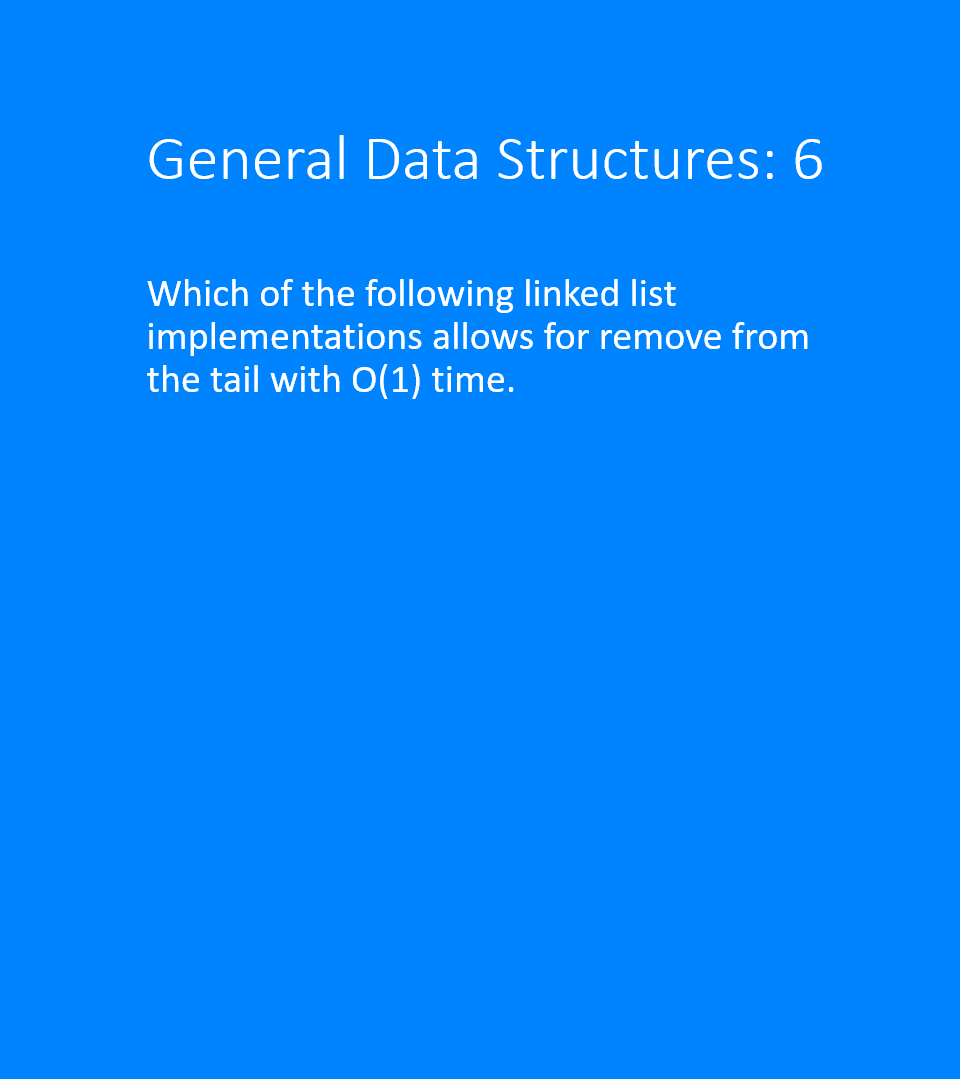 General Data Structures: 6
Which of the following linked list
implementations allows for remove from
the tail with O(1) time.